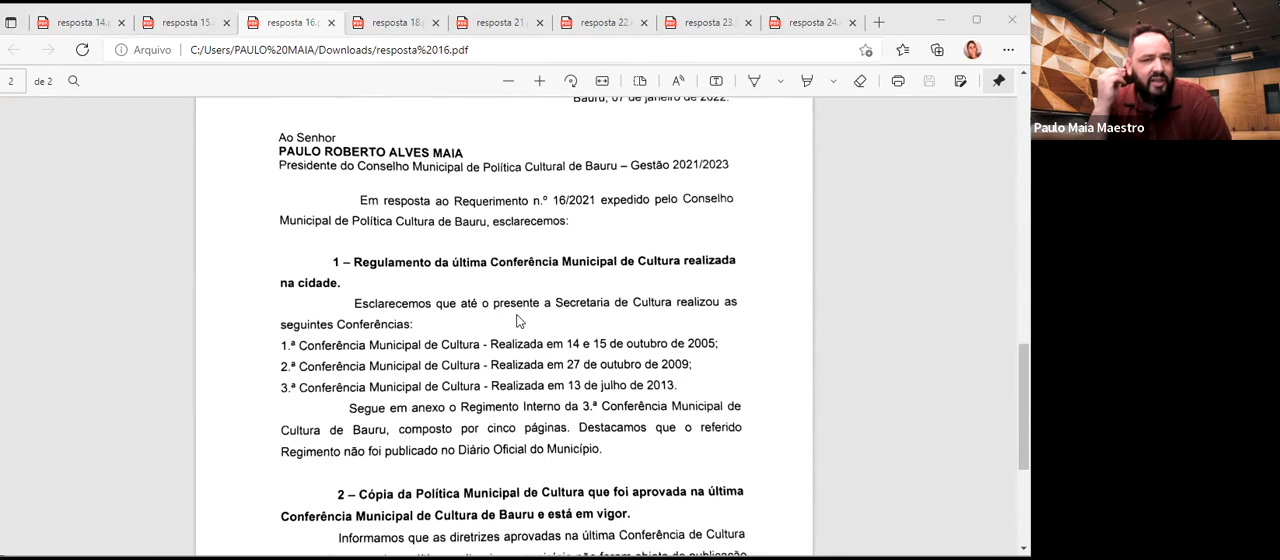 resposta 14.
resposta 15.
resposta 16.
resposta 18.
resposta 21
resposta 22.
resposta 23.
resposta 24.
Arquivo
C:/Users/PAULO%20MAIA/Downloads/resposta%2016.pdf
2 de 2
Bauru, 07 de janeiro de 2022.
Ao Senhor
PAULO ROBERTO ALVES MAIA
Presidente do Conselho Municipal de Política Cultural de Bauru – Gestão 2021/2023
Em resposta ao Requerimento n.º 16/2021 expedido pelo Conselho
Municipal de Política Cultura de Bauru, esclarecemos:
1 – Regulamento da última Conferência Municipal de Cultura realizada
na cidade.
Esclarecemos que até o presente a Secretaria de Cultura realizou as
seguintes Conferências:
1.ª Conferência Municipal de Cultura - Realizada em 14 e 15 de outubro de 2005;
2.ª Conferência Municipal de Cultura - Realizada em 27 de outubro de 2009;
3.ª Conferência Municipal de Cultura - Realizada em 13 de julho de 2013.
Segue em anexo o Regimento Interno da 3.ª Conferência Municipal de
Cultura de Bauru, composto por cinco páginas. Destacamos que o referido
Regimento não foi publicado no Diário Oficial do Município.
2 – Cópia da Política Municipal de Cultura que foi aprovada na última
Conferência Municipal de Cultura de Bauru e está em vigor.
Informamos que as diretrizes aprovadas na última Conferência de Cultura
Paulo Maia Maestro